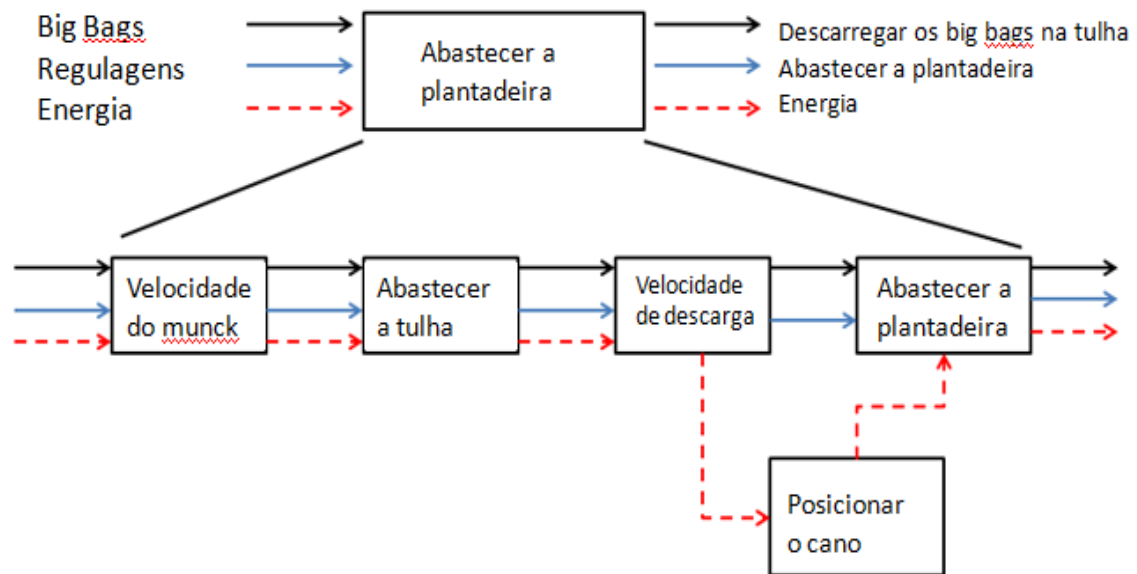 Big Bags
Regulagens
Energia
Abastecer a
plantadeira
Descarregar os big bags na tulha
Abastecer a plantadeira
Energia
Velocidade
do munck
Abastecer
a tulha
Velocidade
de descarga
Abastecer a
plantadeira
Posicionar
o cano